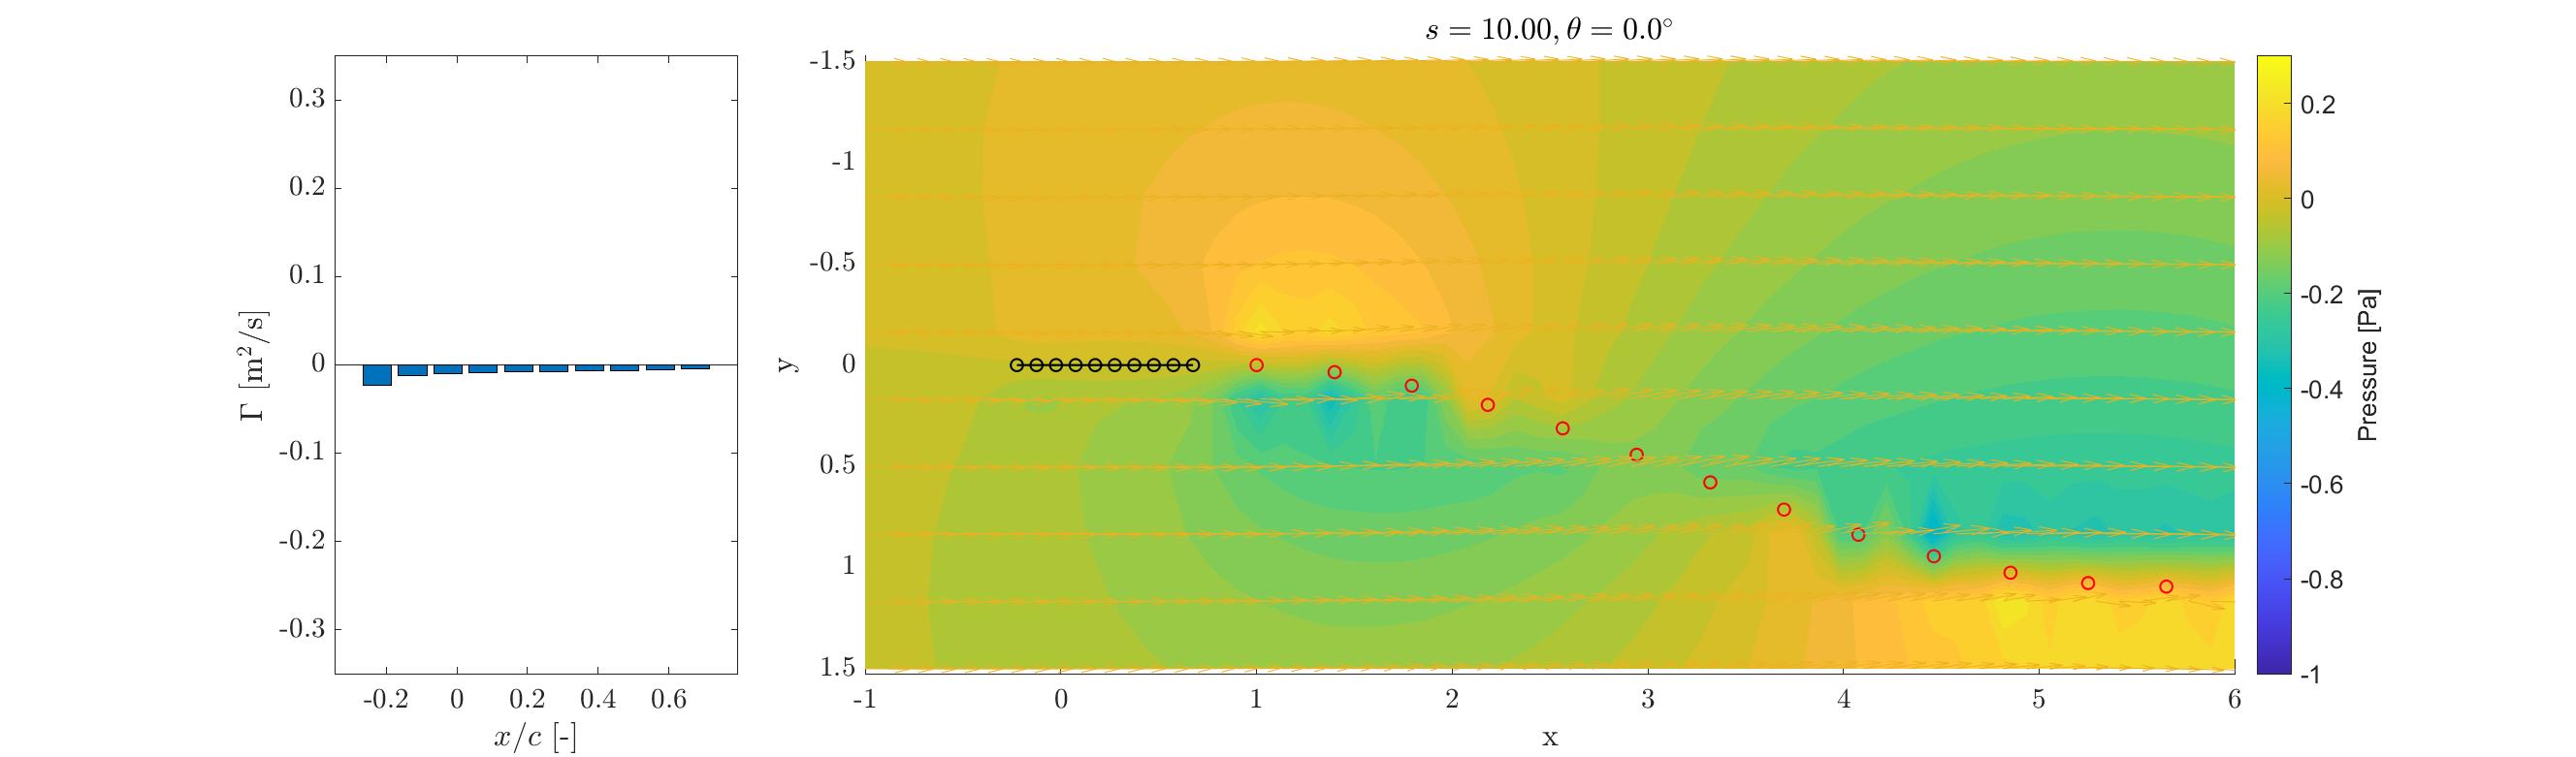 s = 10.00, θ = 0.0°
0.3
0.2
0.1
0
-0.1
-0.2
-0.3
Γ [m²/s]
-0.2 0 0.2 0.4 0.6
x/c [-]
-1.5
-1
-0.5
0
0.5
1
1.5
y
-1 0 1 2 3 4 5 6
x
0.2
0
-0.2
-0.4
-0.6
-0.8
-1
Pressure [Pa]